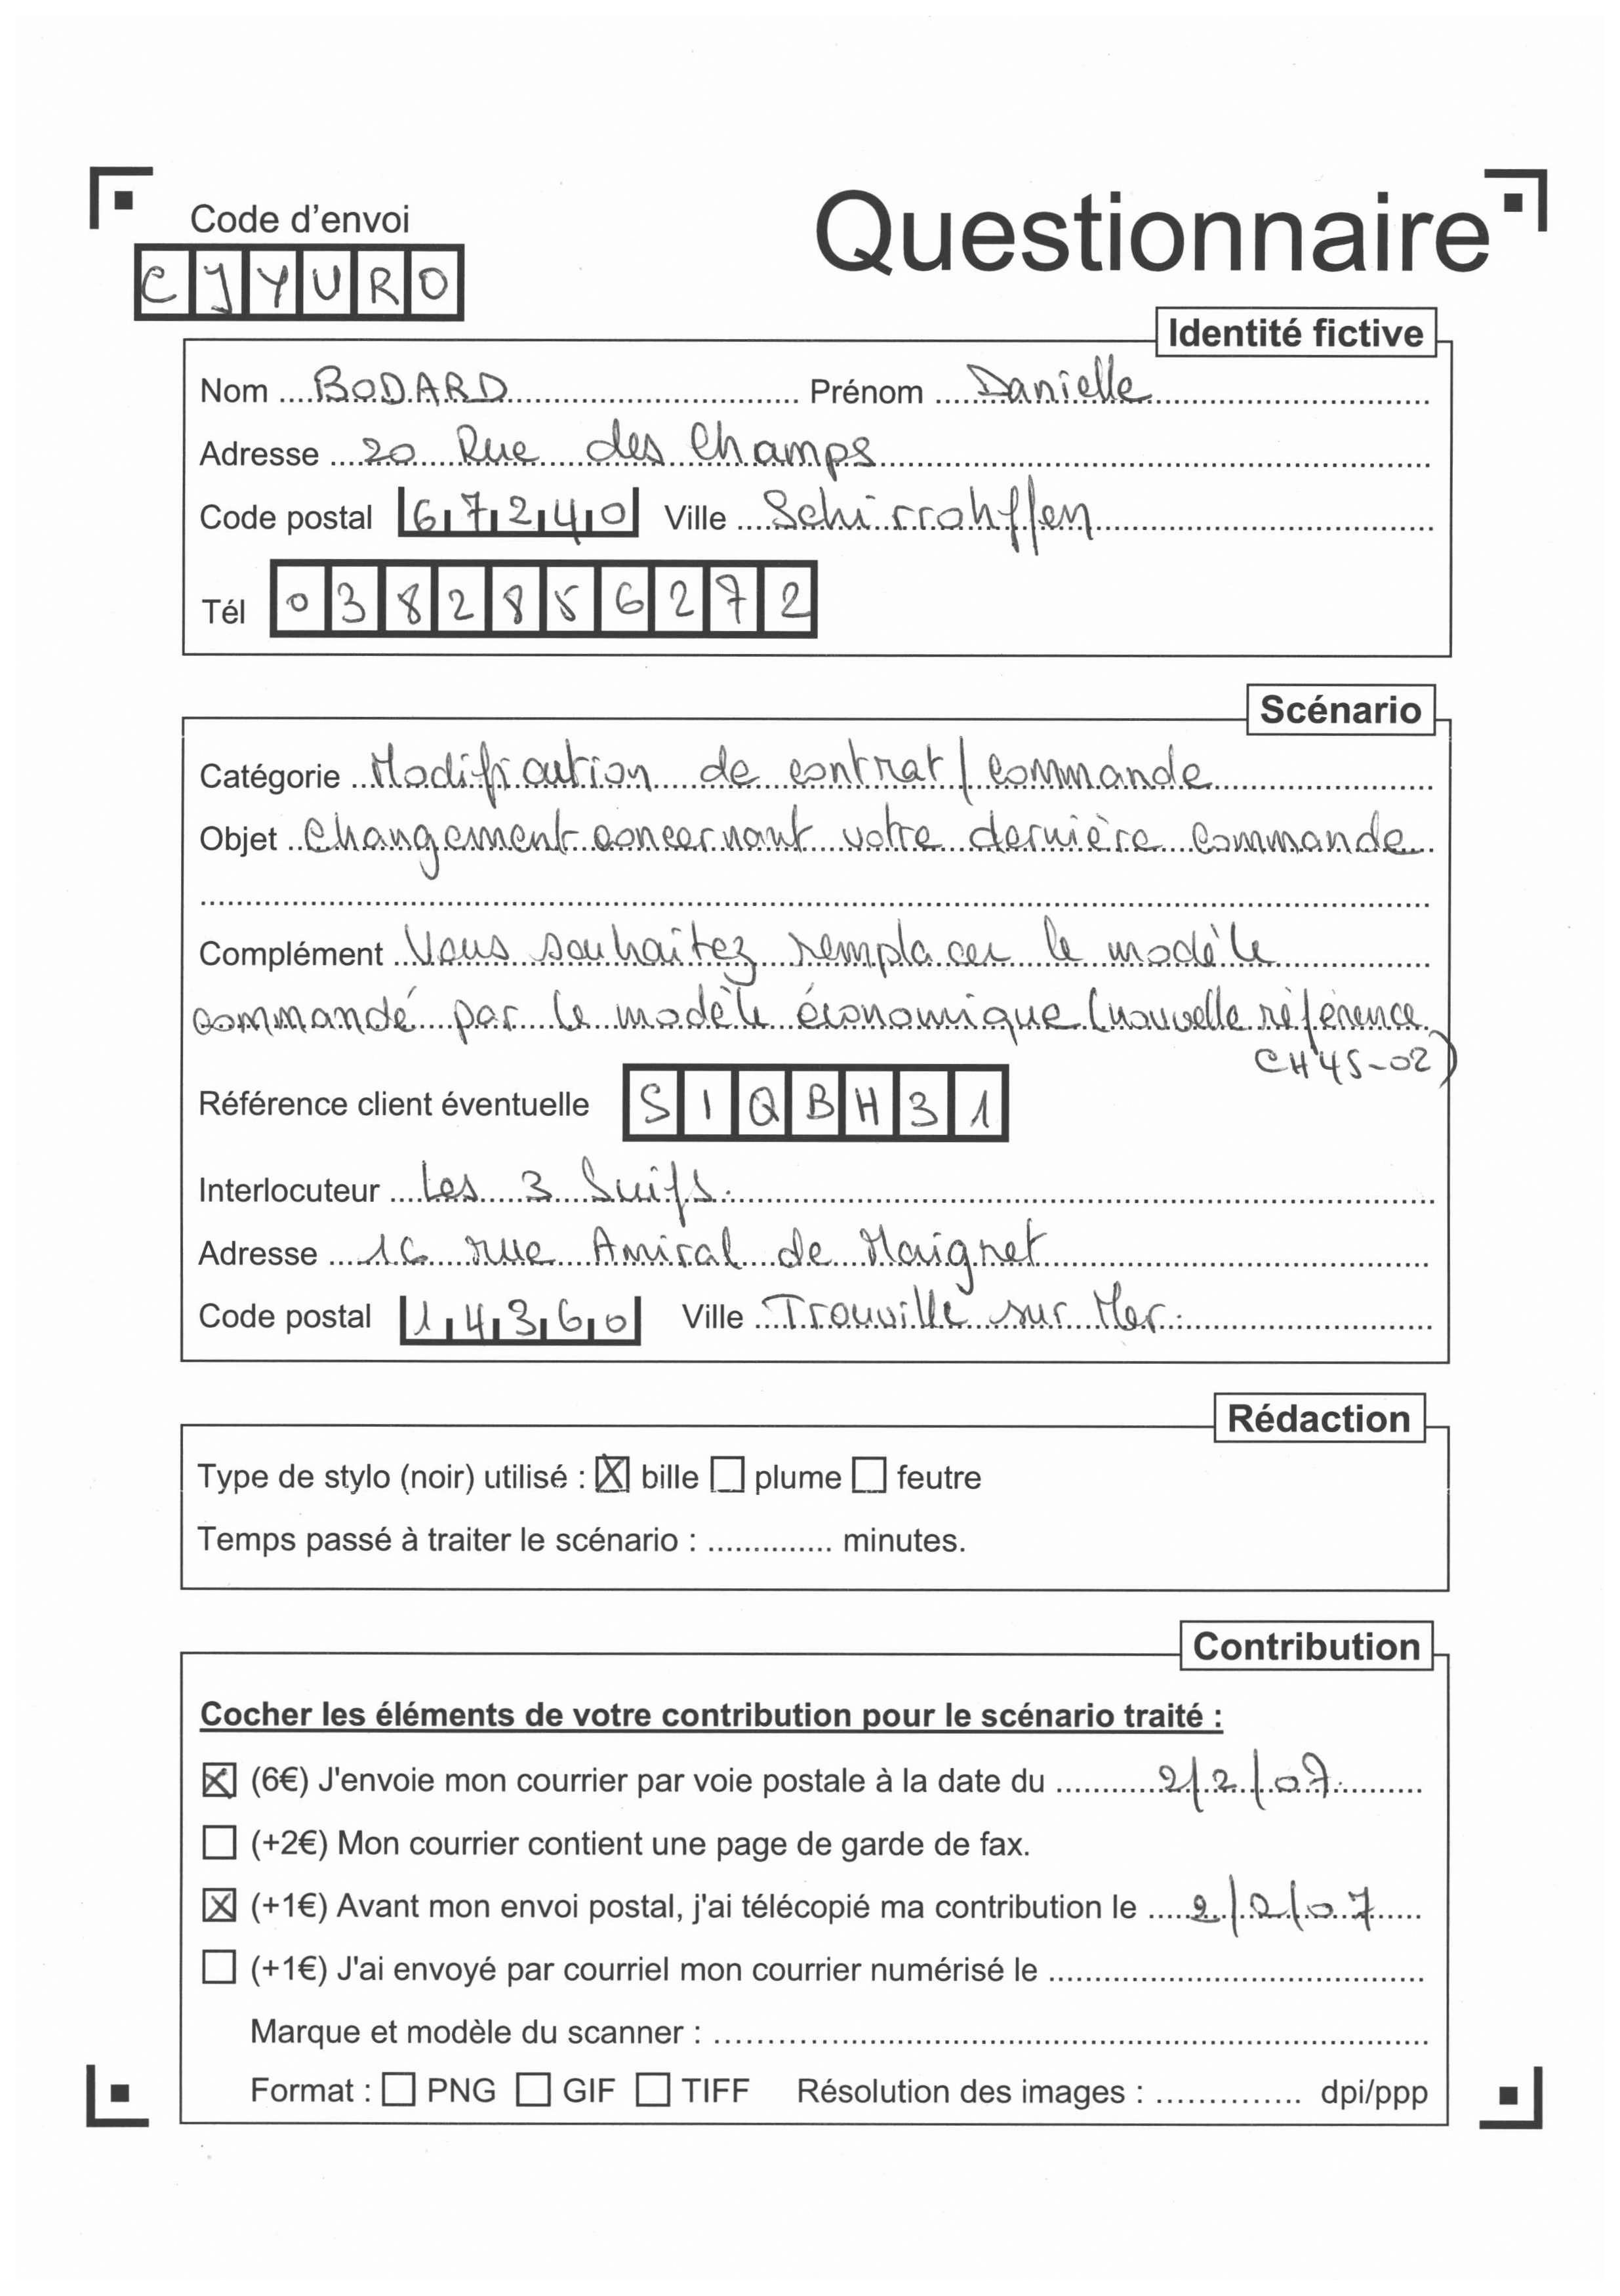 Code d'envoi
Questionnaire
CJYURO
Identité fictive
Nom BODARD Prénom Danielle
Adresse 20 Rue des Champs
Code postal 67240 Ville Schirrohffen
Tél 0382856272
Scénario
Catégorie Modification de contrat / commande
Objet Changement concernant votre dernière commande
Complément Vous souhaitez remplacer le modèle
commandé par le modèle économique (nouvelle référence
CH45-02)
Référence client éventuelle SIQBH31
Interlocuteur Les 3 Suifs.
Adresse 16 rue Amiral de Maigret
Code postal 14360 Ville Trouville sur Mer.
Rédaction
Type de stylo (noir) utilisé : ☒ bille ☐ plume ☐ feutre
Temps passé à traiter le scénario : .............. minutes.
Contribution
Cocher les éléments de votre contribution pour le scénario traité :
☒ (6€) J'envoie mon courrier par voie postale à la date du 2/2/07.
☐ (+2€) Mon courrier contient une page de garde de fax.
☒ (+1€) Avant mon envoi postal, j'ai télécopié ma contribution le 2/2/07
☐ (+1€) J'ai envoyé par courriel mon courrier numérisé le ..............
Marque et modèle du scanner : ..............
Format : ☐ PNG ☐ GIF ☐ TIFF Résolution des images : .............. dpi/ppp